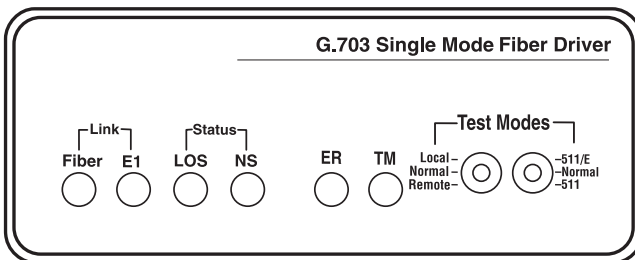 G.703 Single Mode Fiber Driver
Link Status Test Modes
Fiber E1 LOS NS ER TM
Local 511/E
Normal Normal
Remote 511